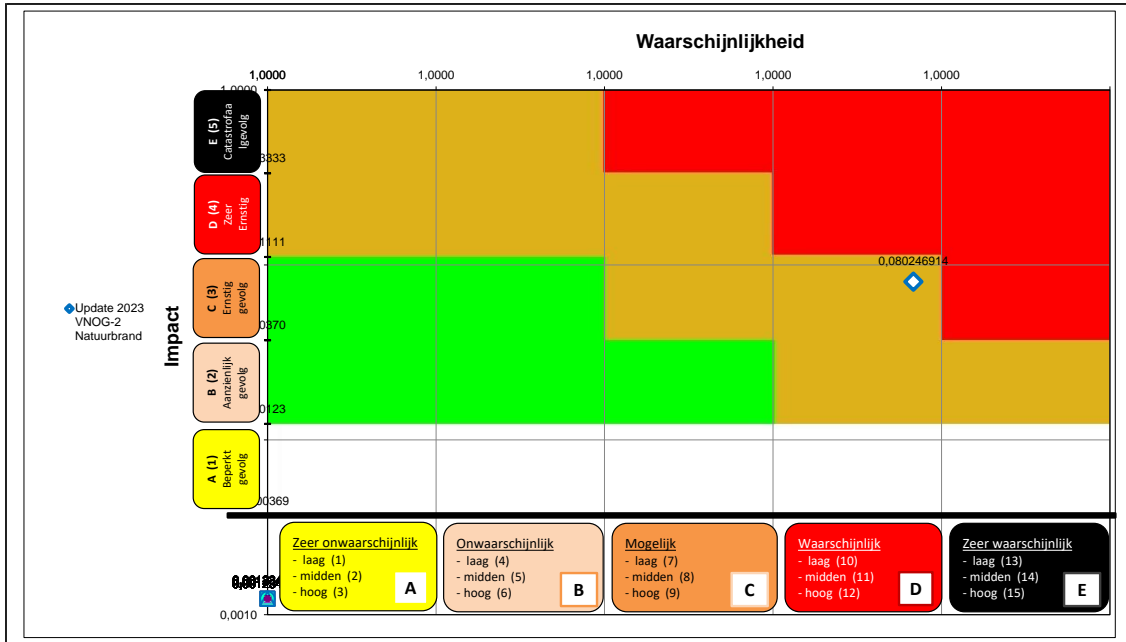 Waarschijnlijkheid
1,0000
1,0000
1,0000
1,0000
1,0000
1,0000
E (5)
Catastrofaa
lgevolg
3333
D (4)
Zeer
Ernstig
1111
0,080246914
C (3)
Ernstig
gevolg
0370
Update 2023
VNOG-2
Natuurbrand
Impact
B (2)
Aanzienlijk
gevolg
0123
A (1)
Beperkt
gevolg
00369
Zeer onwaarschijnlijk
- laag (1)
- midden (2)
- hoog (3)
A
Onwaarschijnlijk
- laag (4)
- midden (5)
- hoog (6)
B
Mogelijk
- laag (7)
- midden (8)
- hoog (9)
C
Waarschijnlijk
- laag (10)
- midden (11)
- hoog (12)
D
Zeer waarschijnlijk
- laag (13)
- midden (14)
- hoog (15)
E
0,0010